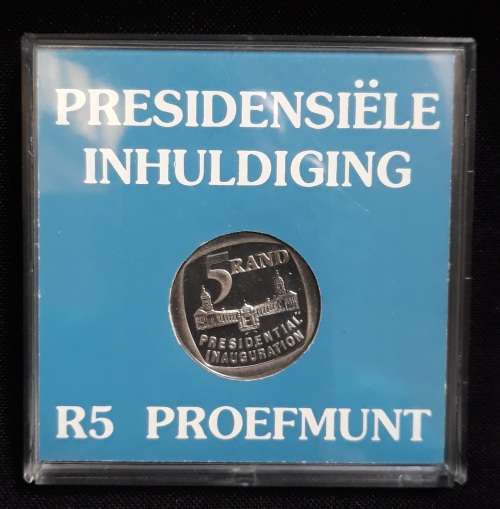 PRESIDENSIËLE
INHULDIGING
5 RAND
PRESIDENTIAL
INAUGURATION
R5 PROEFMUNT